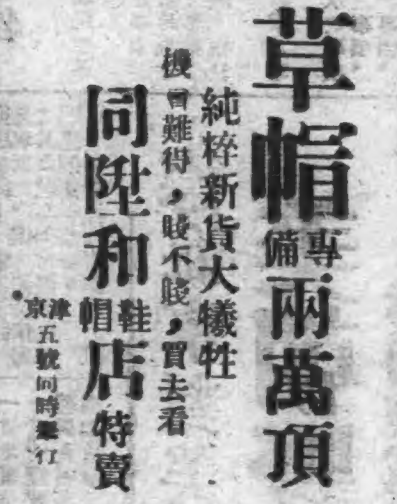 草帽專備兩萬頂
純粹新貨大犧牲
機會難得，賤不賤，買去看
同陞和鞋帽店特賣
京津五號同時舉行